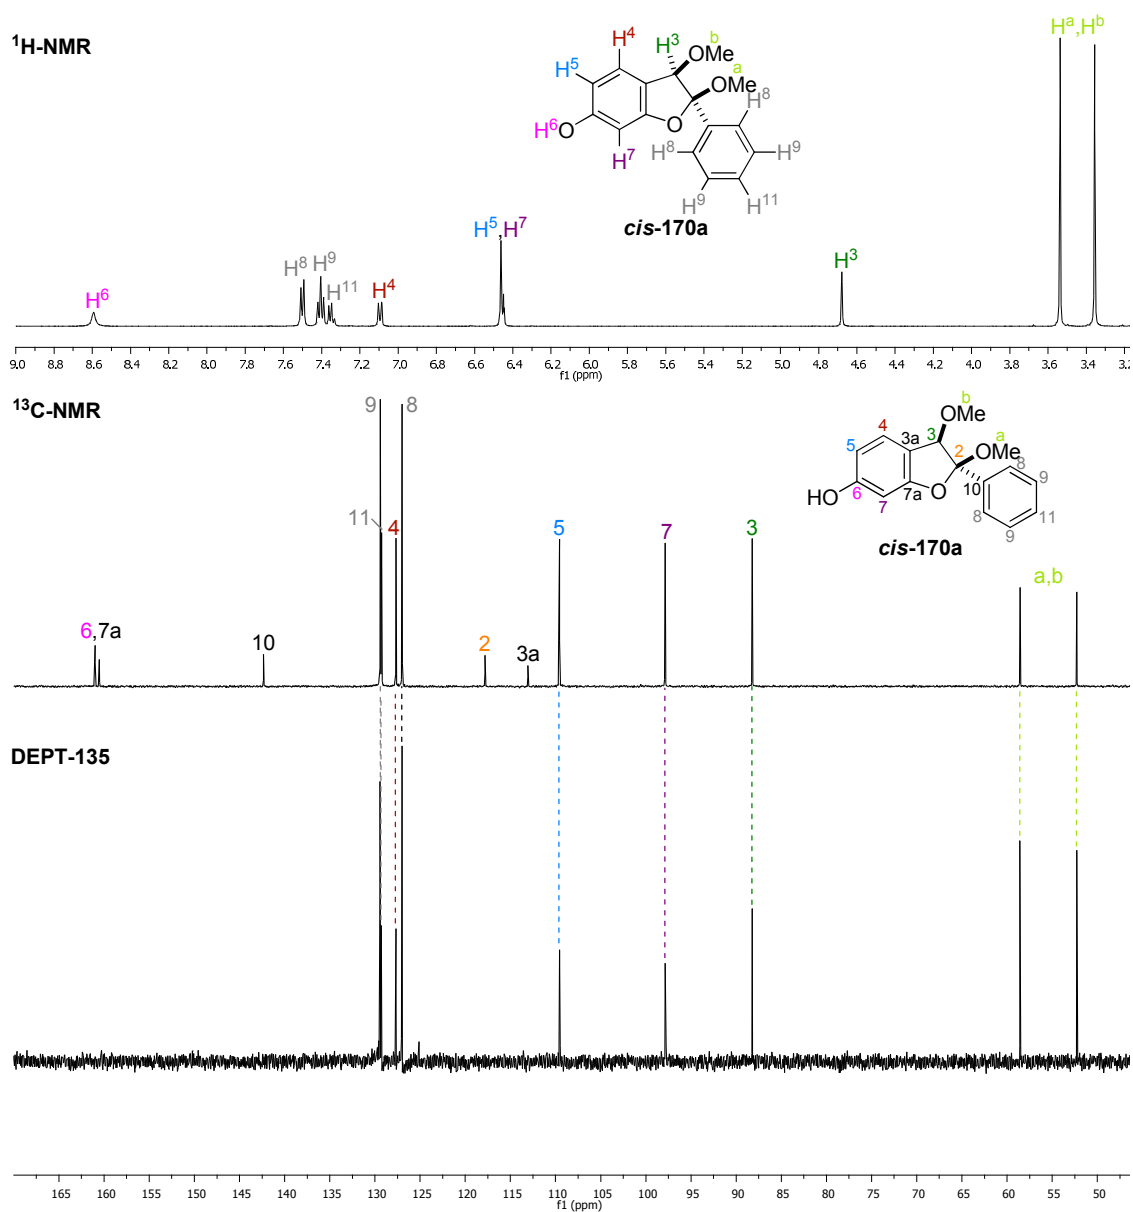 ¹H-NMR
Hᵃ,Hᵇ
H⁴ H³ OMe b
H⁵ OMe a
H⁶O O H⁸
H⁷ H⁸ H⁹
H⁹ H¹¹
cis-170a
H⁶ H⁸ H⁹ H¹¹ H⁴ H⁵,H⁷ H³
9.0 8.8 8.6 8.4 8.2 8.0 7.8 7.6 7.4 7.2 7.0 6.8 6.6 6.4 6.2 6.0 5.8 5.6 5.4 5.2 5.0 4.8 4.6 4.4 4.2 4.0 3.8 3.6 3.4 3.2
f1 (ppm)
¹³C-NMR
9 8
b
OMe
4 3a 3 a
5 2 OMe
6 7a O 10 8 9
HO 7 8 11
9
cis-170a
6,7a 10 11 4 2 3a 5 7 3 a,b
DEPT-135
165 160 155 150 145 140 135 130 125 120 115 110 105 100 95 90 85 80 75 70 65 60 55 50
f1 (ppm)